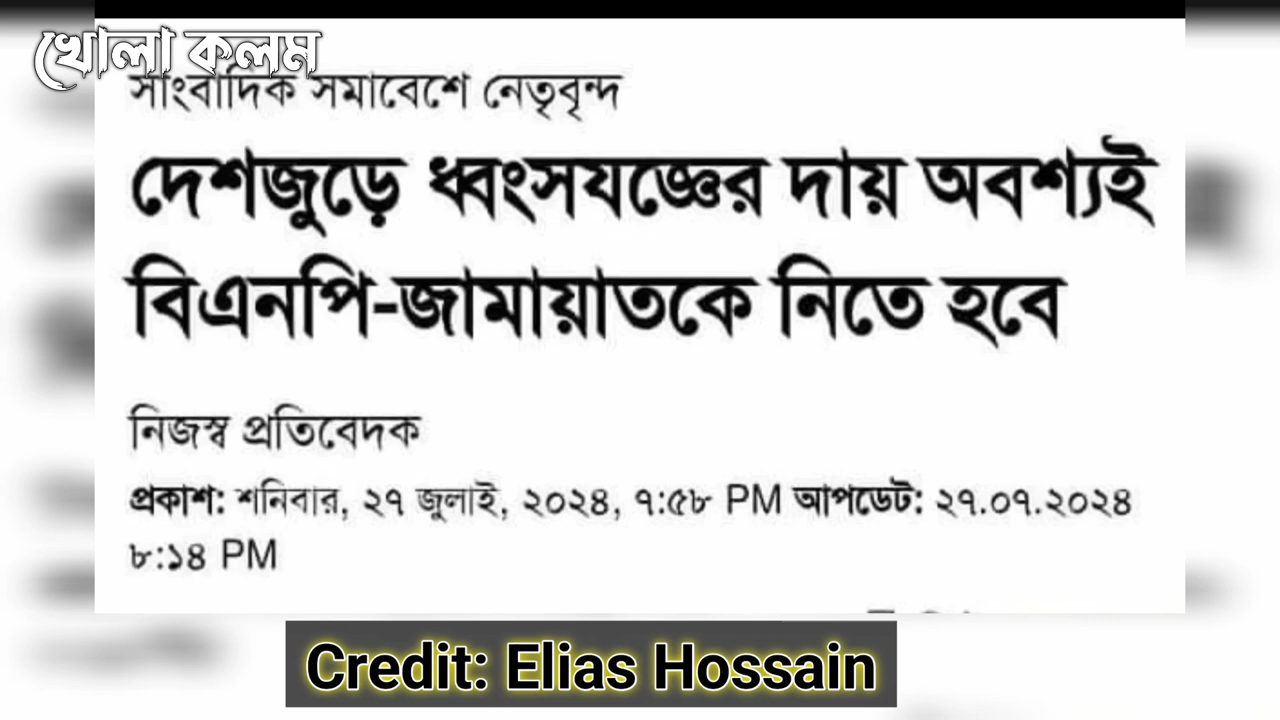 খোলা কলম
সাংবাদিক সমাবেশে নেতৃবৃন্দ
দেশজুড়ে ধ্বংসযজ্ঞের দায় অবশ্যই
বিএনপি-জামায়াতকে নিতে হবে
নিজস্ব প্রতিবেদক
প্রকাশ: শনিবার, ২৭ জুলাই, ২০২৪, ৭:৫৮ PM আপডেট: ২৭.০৭.২০২৪
৮:১৪ PM
Credit: Elias Hossain